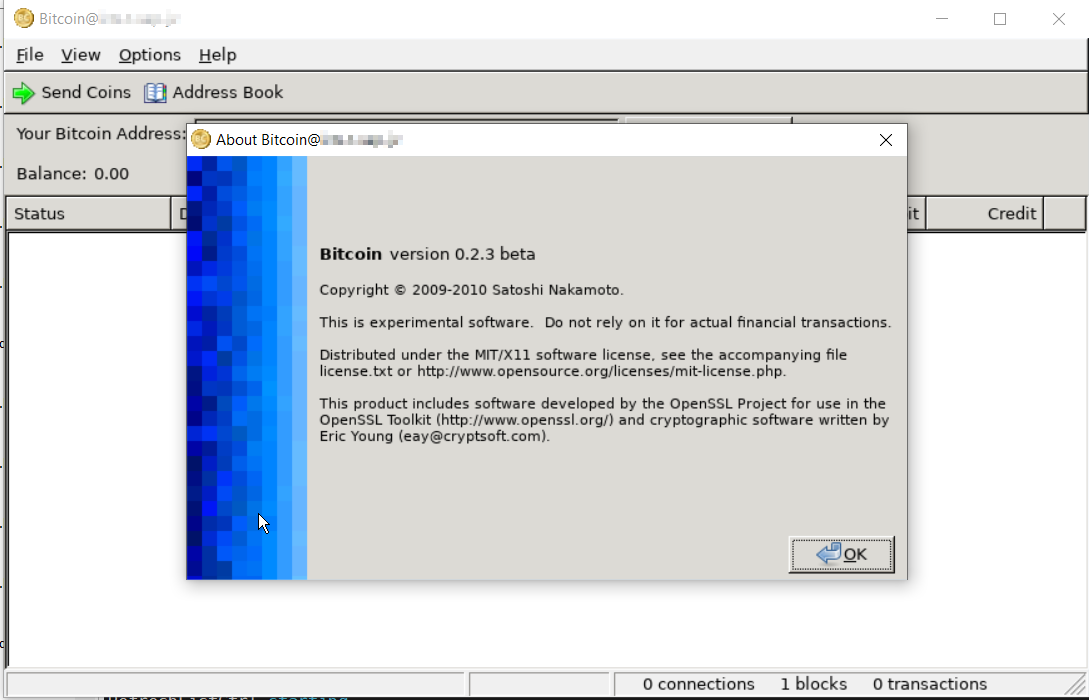 Bitcoin@
File View Options Help
Send Coins Address Book
Your Bitcoin Address:
About Bitcoin@
Balance: 0.00
Status
Credit
Bitcoin version 0.2.3 beta
Copyright © 2009-2010 Satoshi Nakamoto.
This is experimental software.  Do not rely on it for actual financial transactions.
Distributed under the MIT/X11 software license, see the accompanying file
license.txt or http://www.opensource.org/licenses/mit-license.php.
This product includes software developed by the OpenSSL Project for use in the
OpenSSL Toolkit (http://www.openssl.org/) and cryptographic software written by
Eric Young (eay@cryptsoft.com).
OK
0 connections 1 blocks 0 transactions